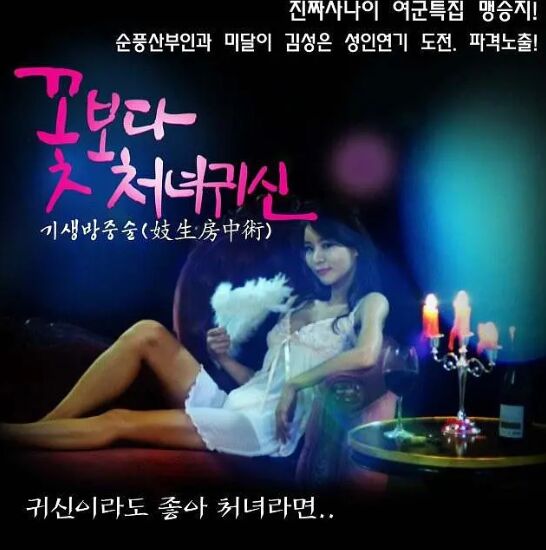 진짜사나이 여군특집 맹승지!
순풍산부인과 미달이 김성은 성인연기 도전. 파격노출!
꽃보다
처녀귀신
기생방중술(妓生房中術)
귀신이라도 좋아 처녀라면..